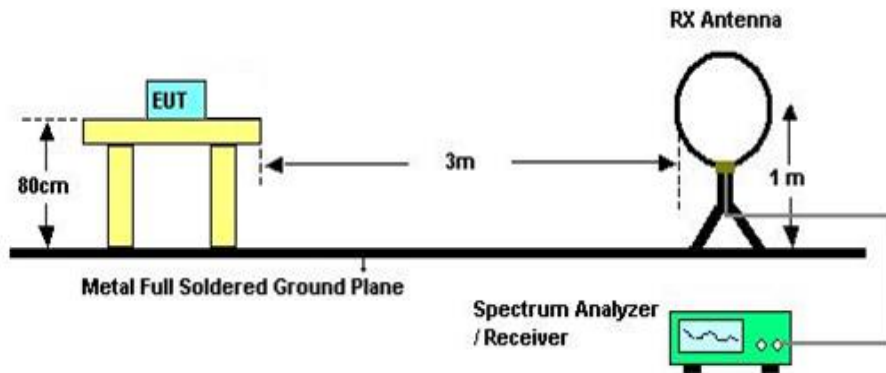 RX Antenna
EUT
3m
80cm
1 m
Metal Full Soldered Ground Plane
Spectrum Analyzer
/ Receiver